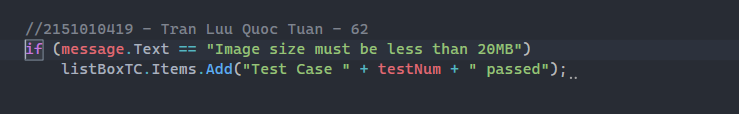 //2151010419 - Tran Luu Quoc Tuan - 62
if (message.Text == "Image size must be less than 20MB")
listBoxTC.Items.Add("Test Case " + testNum + " passed");